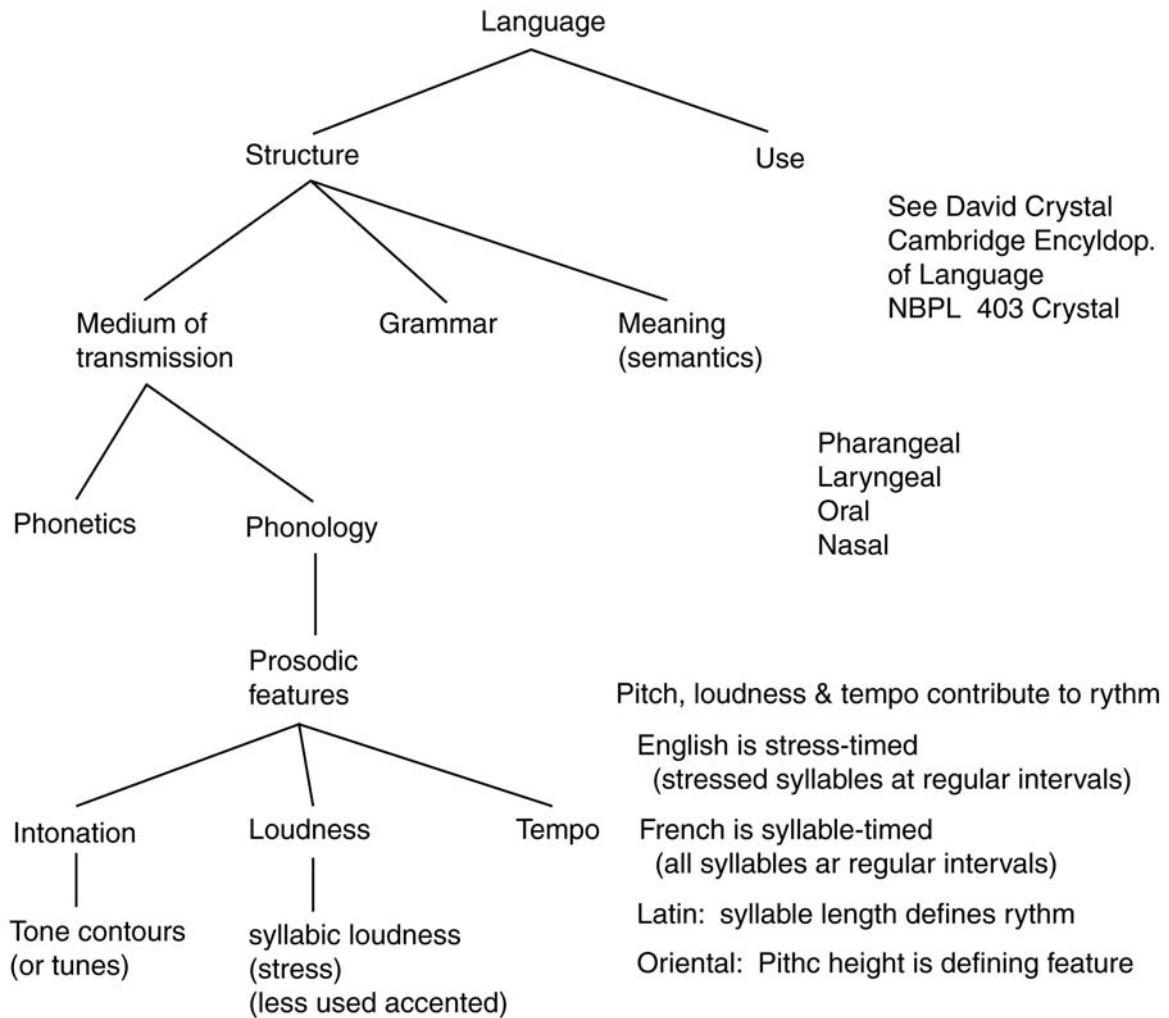 Language
Structure
Use
See David Crystal
Cambridge Encyldop.
of Language
NBPL 403 Crystal
Medium of
transmission
Grammar
Meaning
(semantics)
Pharangeal
Laryngeal
Oral
Nasal
Phonetics
Phonology
Prosodic
features
Pitch, loudness & tempo contribute to rythm
English is stress-timed
(stressed syllables at regular intervals)
French is syllable-timed
(all syllables ar regular intervals)
Latin: syllable length defines rythm
Oriental: Pithc height is defining feature
Intonation
Loudness
Tempo
Tone contours
(or tunes)
syllabic loudness
(stress)
(less used accented)